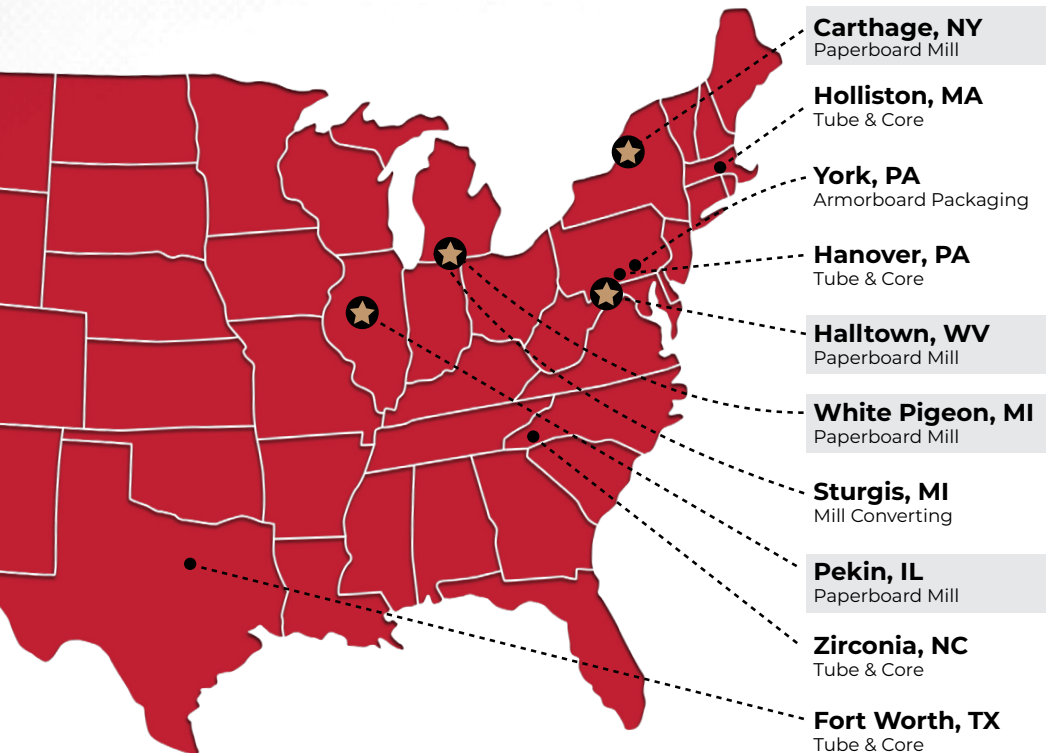 Carthage, NY
Paperboard Mill
Holliston, MA
Tube & Core
York, PA
Armorboard Packaging
Hanover, PA
Tube & Core
Halltown, WV
Paperboard Mill
White Pigeon, MI
Paperboard Mill
Sturgis, MI
Mill Converting
Pekin, IL
Paperboard Mill
Zirconia, NC
Tube & Core
Fort Worth, TX
Tube & Core